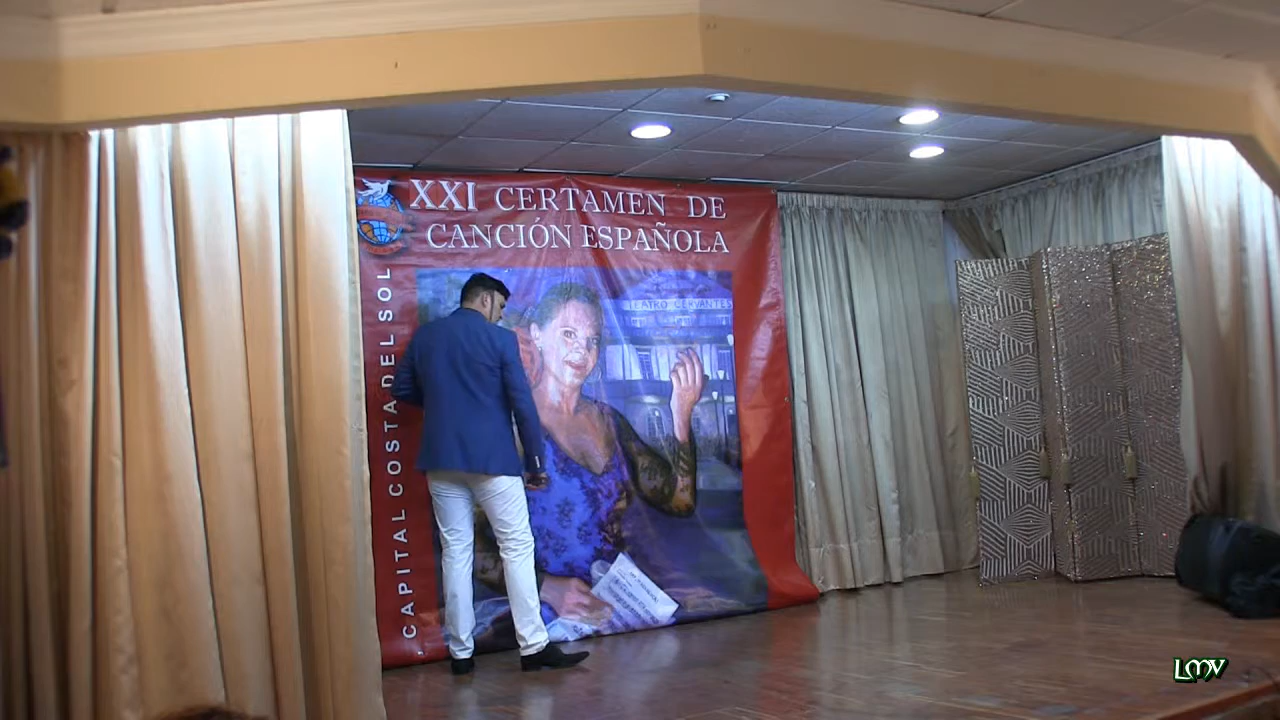 XXI CERTAMEN DE
CANCIÓN ESPAÑOLA
CAPITAL COSTA DEL SOL
TEATRO CERVANTES
LMV